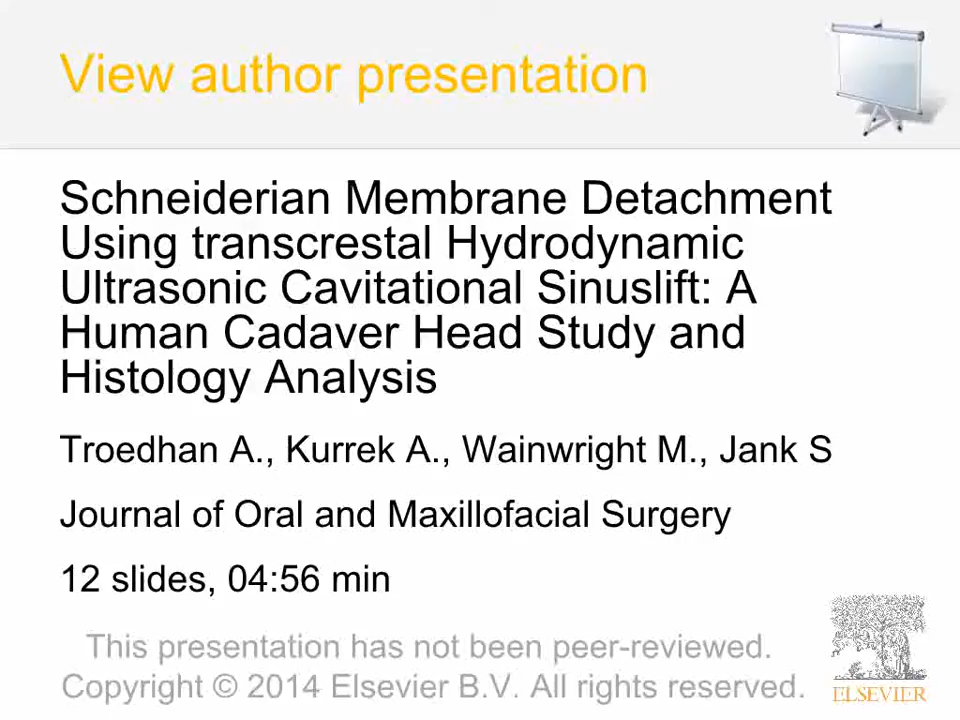 View author presentation
Schneiderian Membrane Detachment
Using transcrestal Hydrodynamic
Ultrasonic Cavitational Sinuslift: A
Human Cadaver Head Study and
Histology Analysis
Troedhan A., Kurrek A., Wainwright M., Jank S
Journal of Oral and Maxillofacial Surgery
12 slides, 04:56 min
This presentation has not been peer-reviewed.
Copyright © 2014 Elsevier B.V. All rights reserved.
ELSEVIER